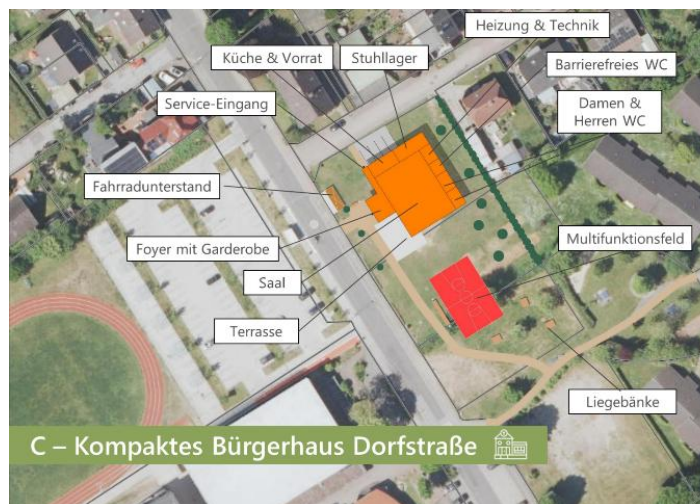 Heizung & Technik
Küche & Vorrat
Stuhllager
Barrierefreies WC
Service-Eingang
Damen &
Herren WC
Fahrradunterstand
Foyer mit Garderobe
Multifunktionsfeld
Saal
Terrasse
Liegebänke
C – Kompaktes Bürgerhaus Dorfstraße